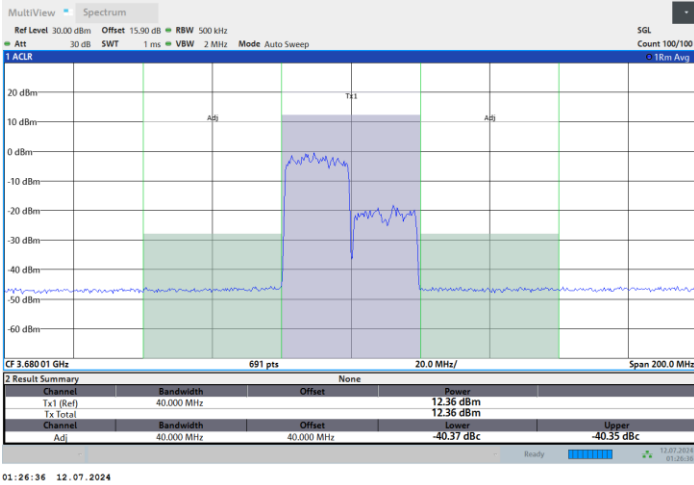 MultiView Spectrum
Ref Level 30.00 dBm Offset 15.90 dB RBW 500 kHz SGL
Att 30 dB SWT 1 ms VBW 2 MHz Mode Auto Sweep Count 100/100
1 ACLR 1Rm Avg
20 dBm
Tx1
10 dBm
Adj Adj
0 dBm
-10 dBm
-20 dBm
-30 dBm
-40 dBm
-50 dBm
-60 dBm
CF 3.680 01 GHz 691 pts 20.0 MHz/ Span 200.0 MHz
2 Result Summary None
Channel Bandwidth Offset Power
Tx1 (Ref) 40.000 MHz 12.36 dBm
Tx Total 12.36 dBm
Channel Bandwidth Offset Lower Upper
Adj 40.000 MHz 40.000 MHz -40.37 dBc -40.35 dBc
Ready 12.07.2024
01:26:36
01:26:36 12.07.2024